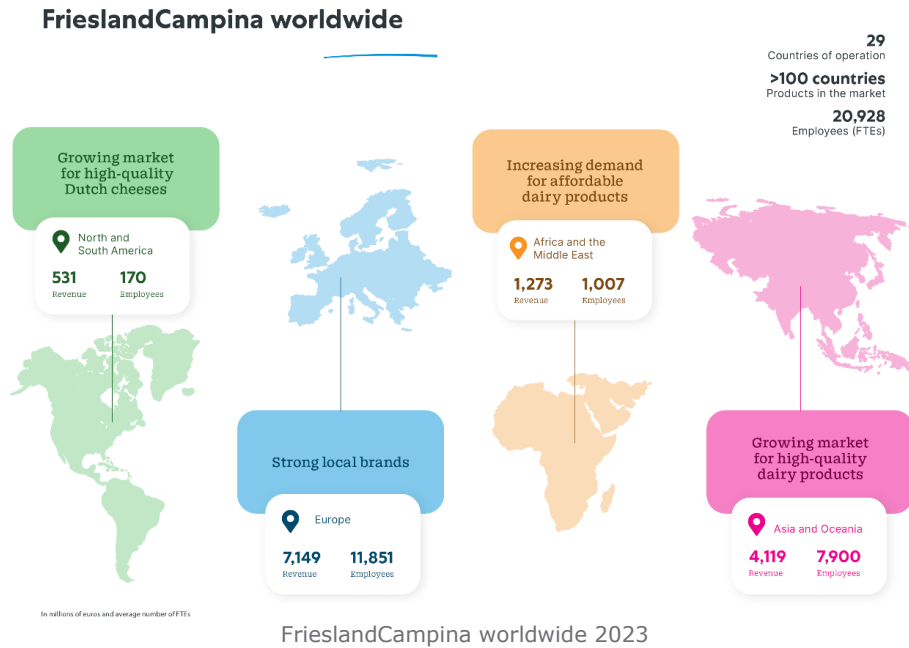 FrieslandCampina worldwide
29
Countries of operation
>100 countries
Products in the market
20,928
Employees (FTEs)
Growing market
for high-quality
Dutch cheeses
North and
South America
531 170
Revenue Employees
Strong local brands
Europe
7,149 11,851
Revenue Employees
Increasing demand
for affordable
dairy products
Africa and the
Middle East
1,273 1,007
Revenue Employees
Growing market
for high-quality
dairy products
Asia and Oceania
4,119 7,900
Revenue Employees
In millions of euros and average number of FTEs
FrieslandCampina worldwide 2023